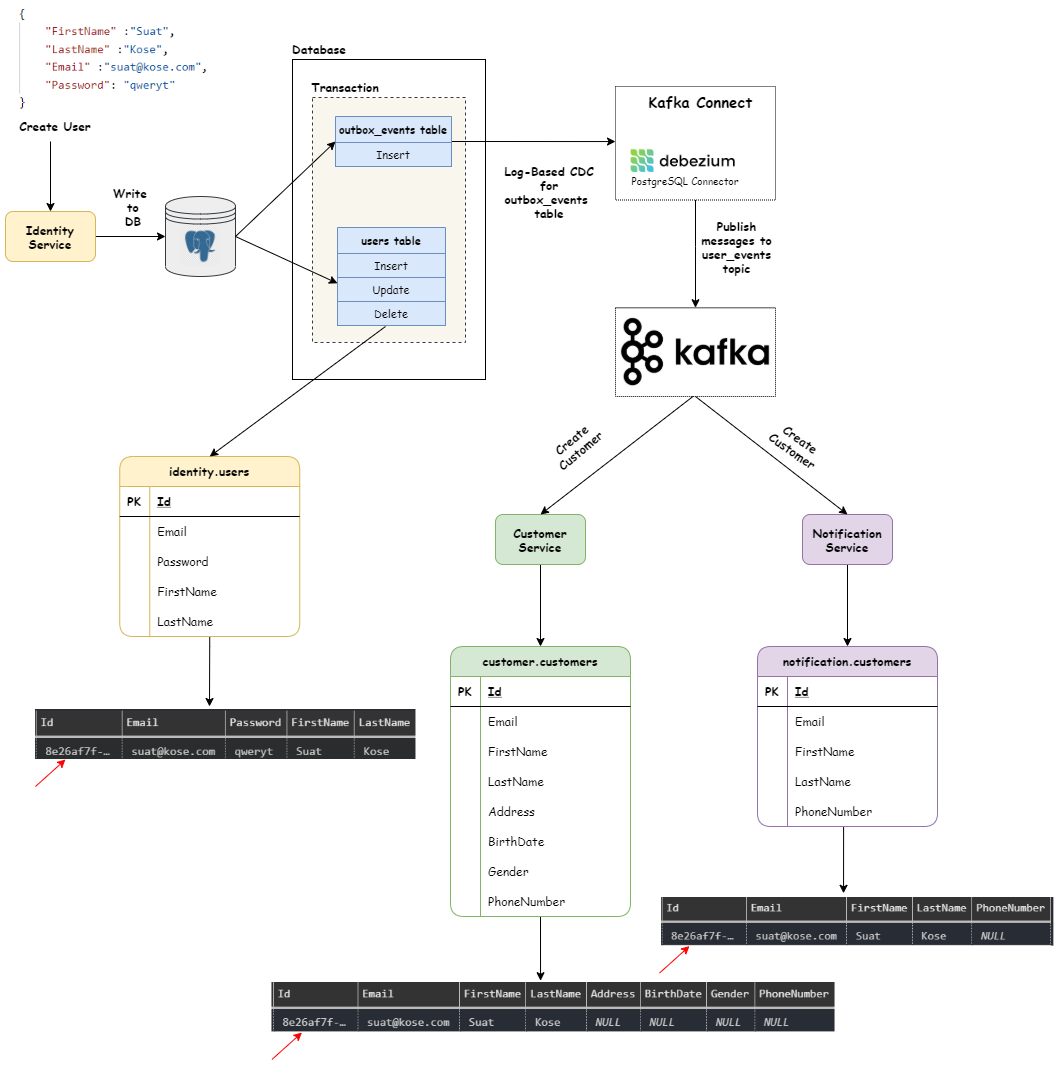 {
"FirstName" :"Suat",
"LastName" :"Kose",
"Email" :"suat@kose.com",
"Password": "qweryt"
}
Create User
Identity
Service
Write
to
DB
Database
Transaction
outbox_events table
Insert
users table
Insert
Update
Delete
Log-Based CDC
for
outbox_events
table
Kafka Connect
debezium
PostgreSQL Connector
Publish
messages to
user_events
topic
kafka
Create
Customer
Create
Customer
Customer
Service
Notification
Service
identity.users
PK Id
Email
Password
FirstName
LastName
Id Email Password FirstName LastName
8e26af7f-… suat@kose.com qweryt Suat Kose
customer.customers
PK Id
Email
FirstName
LastName
Address
BirthDate
Gender
PhoneNumber
Id Email FirstName LastName Address BirthDate Gender PhoneNumber
8e26af7f-… suat@kose.com Suat Kose NULL NULL NULL NULL
notification.customers
PK Id
Email
FirstName
LastName
PhoneNumber
Id Email FirstName LastName PhoneNumber
8e26af7f-… suat@kose.com Suat Kose NULL